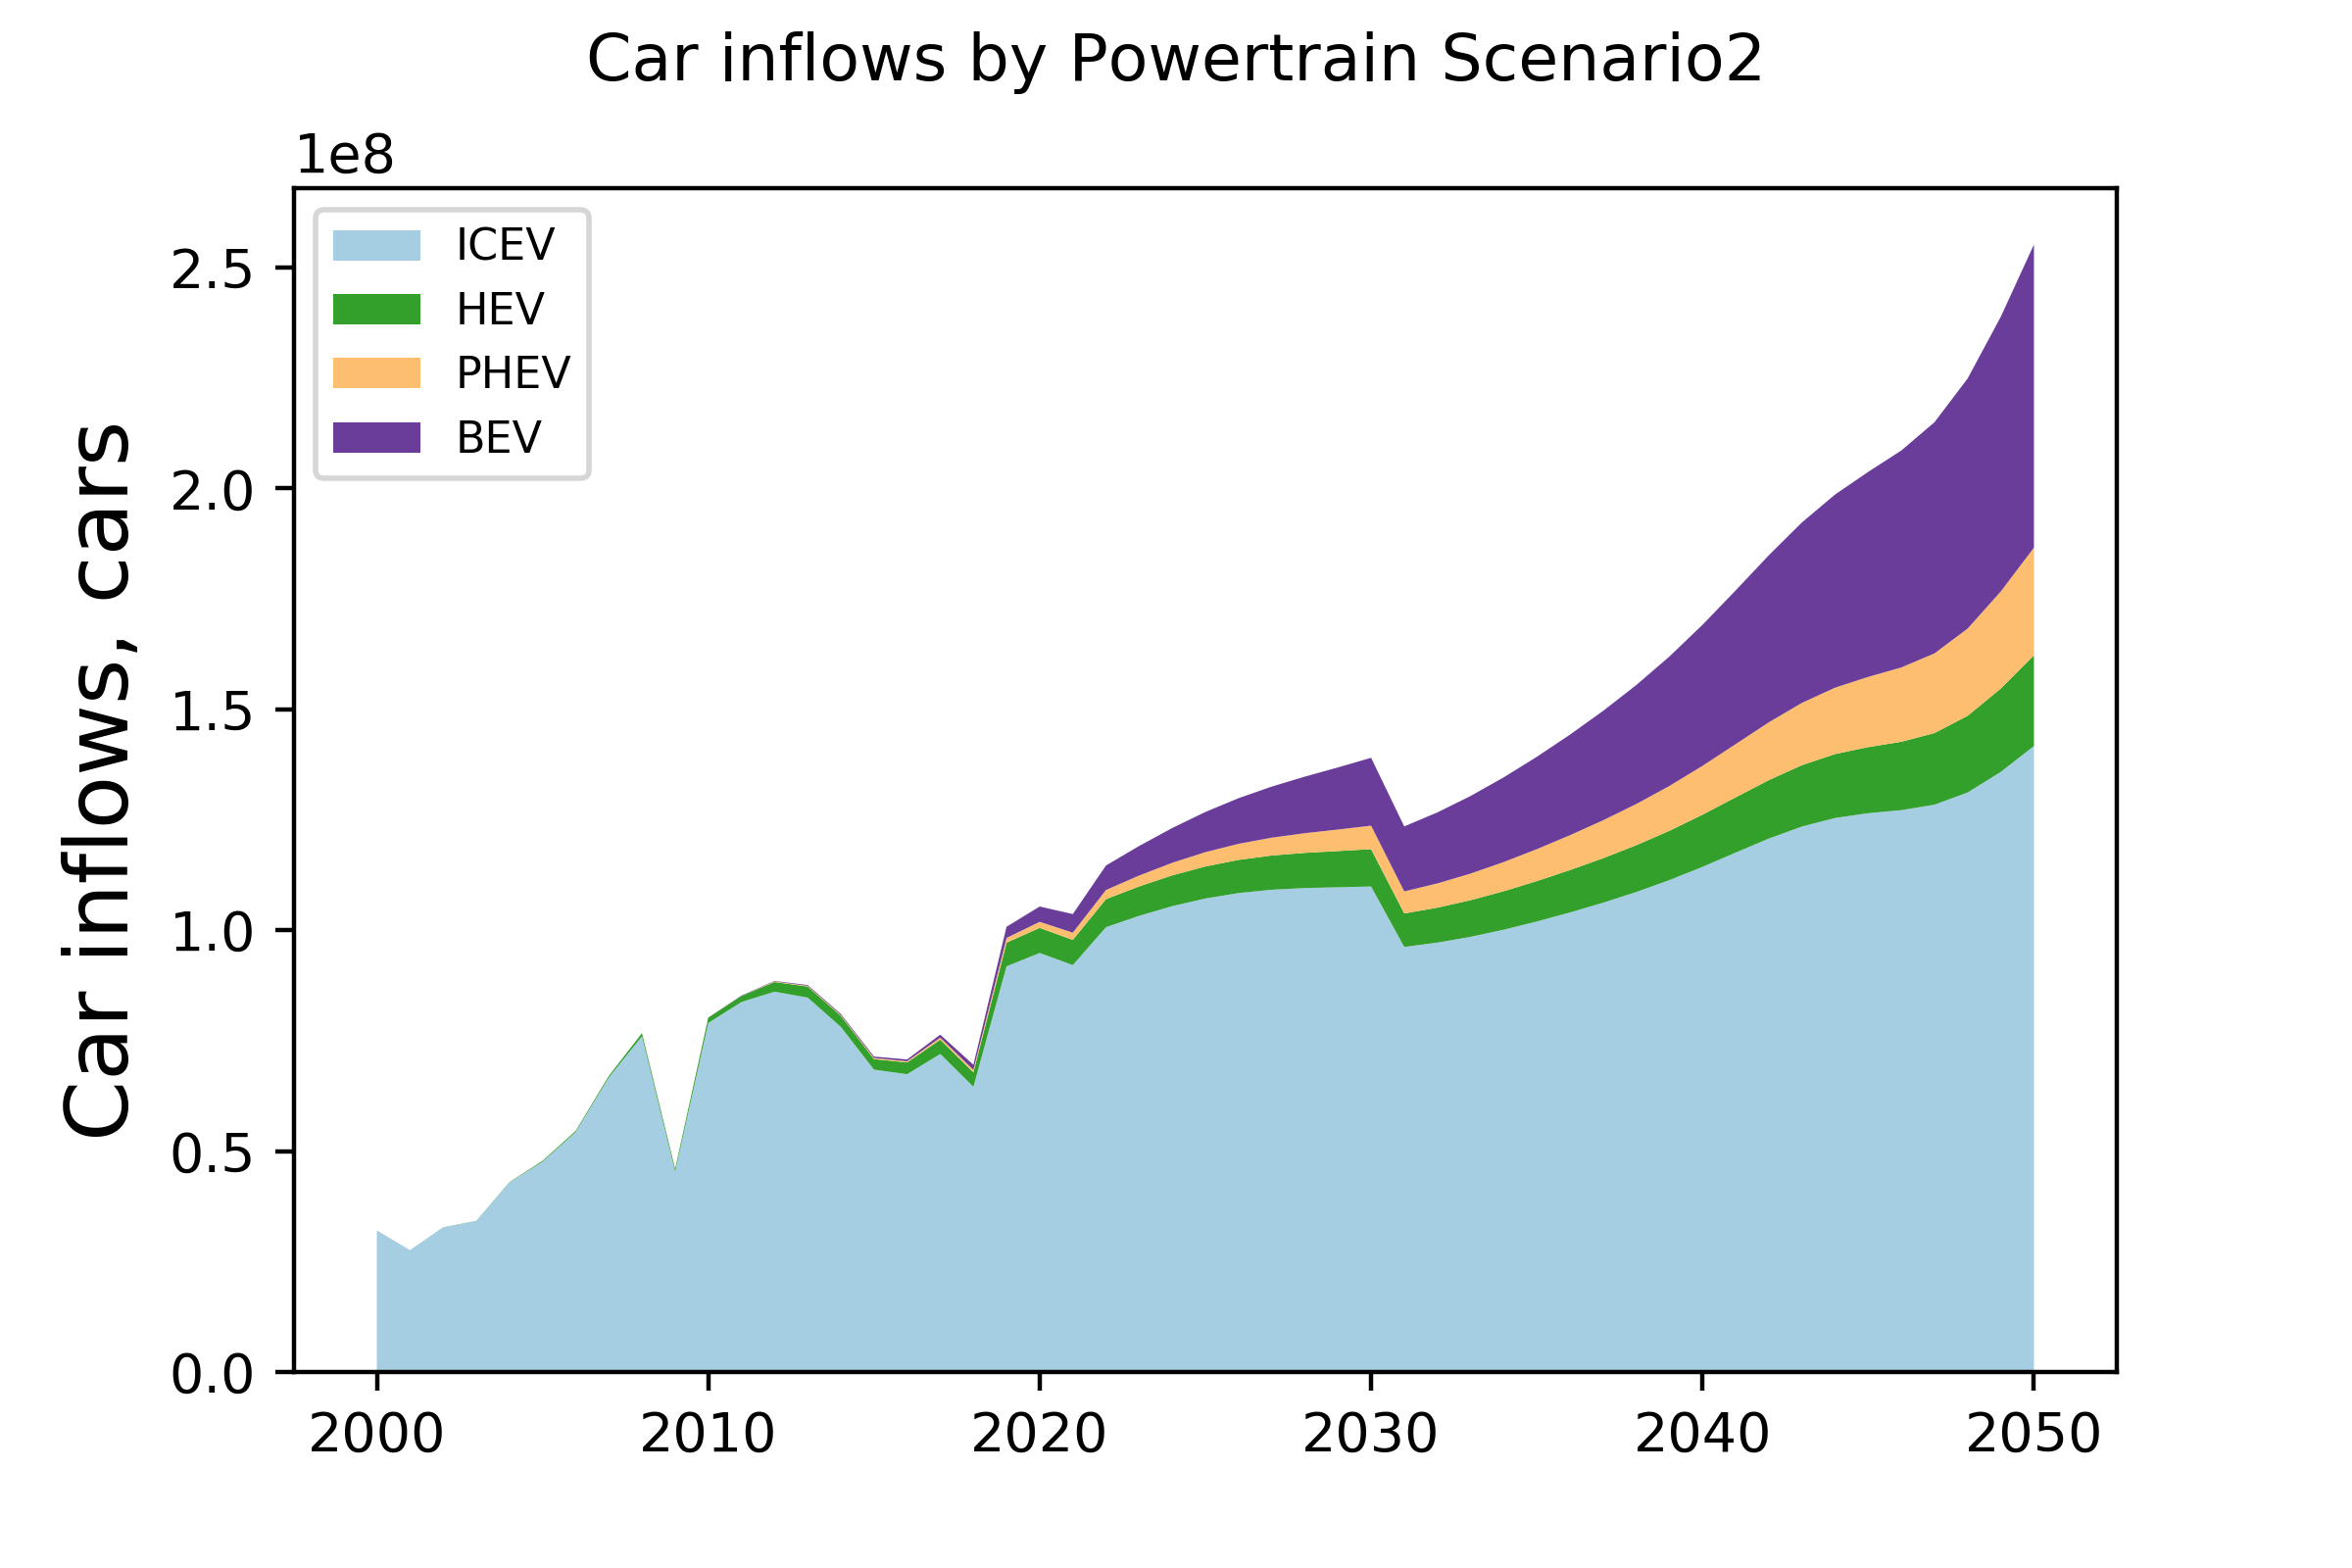 Car inflows by Powertrain Scenario2
1e8
ICEV
HEV
PHEV
BEV
Car inflows, cars
2.5
2.0
1.5
1.0
0.5
0.0
2000 2010 2020 2030 2040 2050